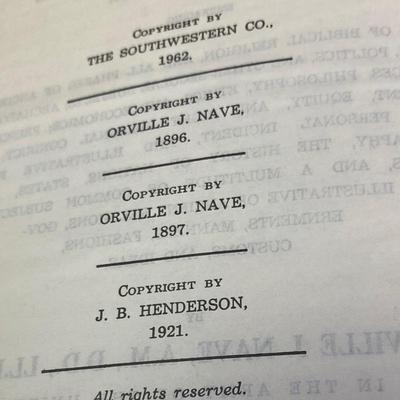 COPYRIGHT BY
THE SOUTHWESTERN CO.,
1962.
COPYRIGHT BY
ORVILLE J. NAVE,
1896.
COPYRIGHT BY
ORVILLE J. NAVE,
1897.
COPYRIGHT BY
J. B. HENDERSON,
1921.
All rights reserved.